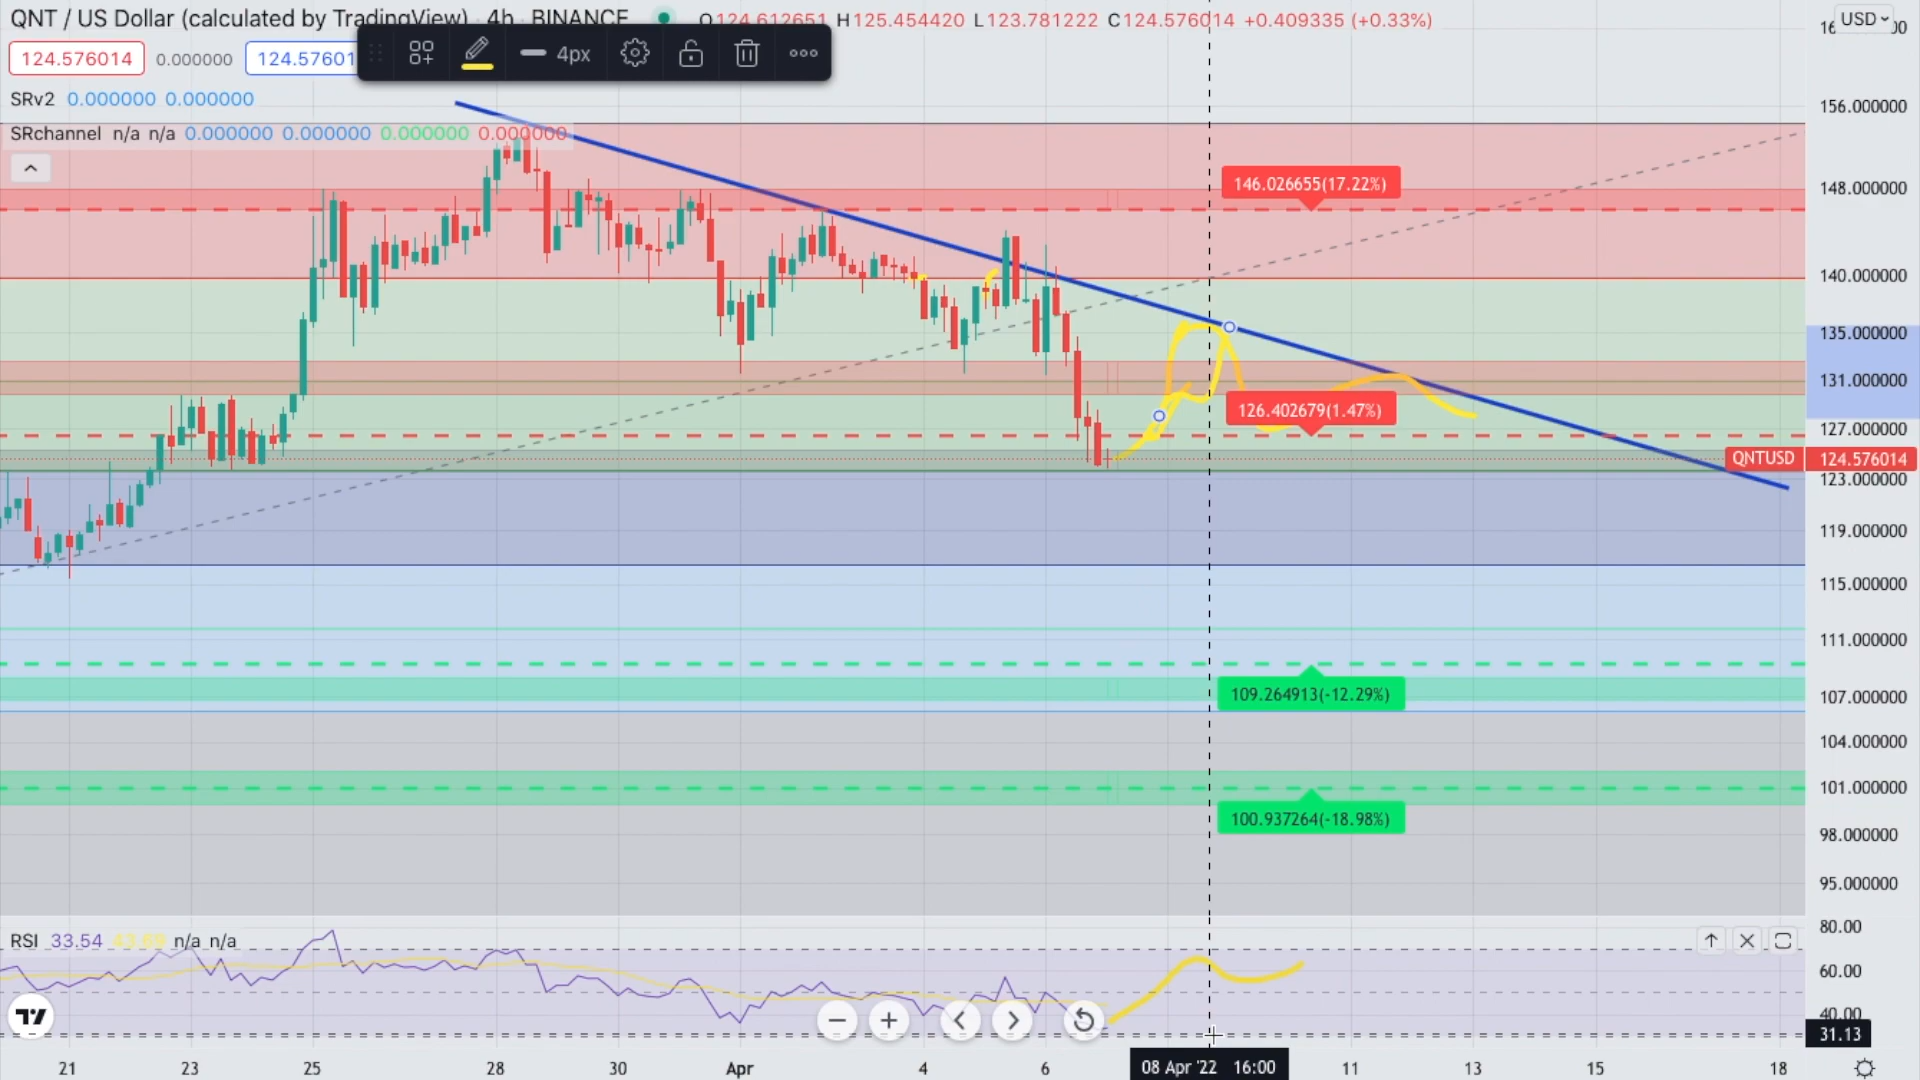 QNT / US Dollar (calculated by TradingView) · 4h · BINANCE O124.612651 H125.454420 L123.781222 C124.576014 +0.409335 (+0.33%)
USD
124.576014 0.000000 124.57601
4px
SRv2 0.000000 0.000000
SRchannel n/a n/a 0.000000 0.000000 0.000000 0.000000
156.000000
146.026655(17.22%)
148.000000
140.000000
135.000000
131.000000
126.402679(1.47%)
127.000000
QNTUSD 124.576014
123.000000
119.000000
115.000000
111.000000
109.264913(-12.29%)
107.000000
104.000000
101.000000
100.937264(-18.98%)
98.000000
95.000000
80.00
RSI 33.54 43.69 n/a n/a
60.00
40.00
31.13
21 23 25 28 30 Apr 4 6 08 Apr '22 16:00 11 13 15 18